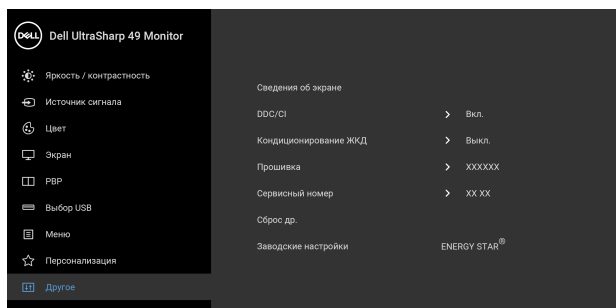 DELL
Dell UltraSharp 49 Monitor
Яркость / контрастность
Источник сигнала
Цвет
Экран
PBP
Выбор USB
Меню
Персонализация
Другое
Сведения об экране
DDC/CI > Вкл.
Кондиционирование ЖКД > Выкл.
Прошивка > XXXXXX
Сервисный номер > XX XX
Сброс др.
Заводские настройки ENERGY STAR®